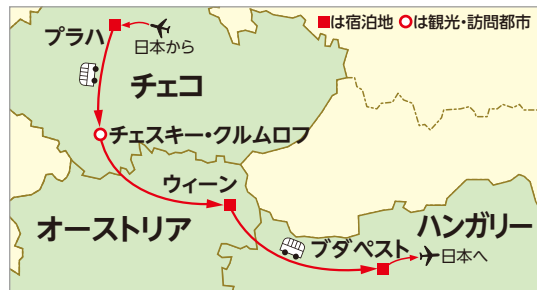 ■は宿泊地 ○は観光・訪問都市
プラハ
日本から
チェコ
チェスキー・クルムロフ
ウィーン
オーストリア
ハンガリー
ブダペスト
日本へ